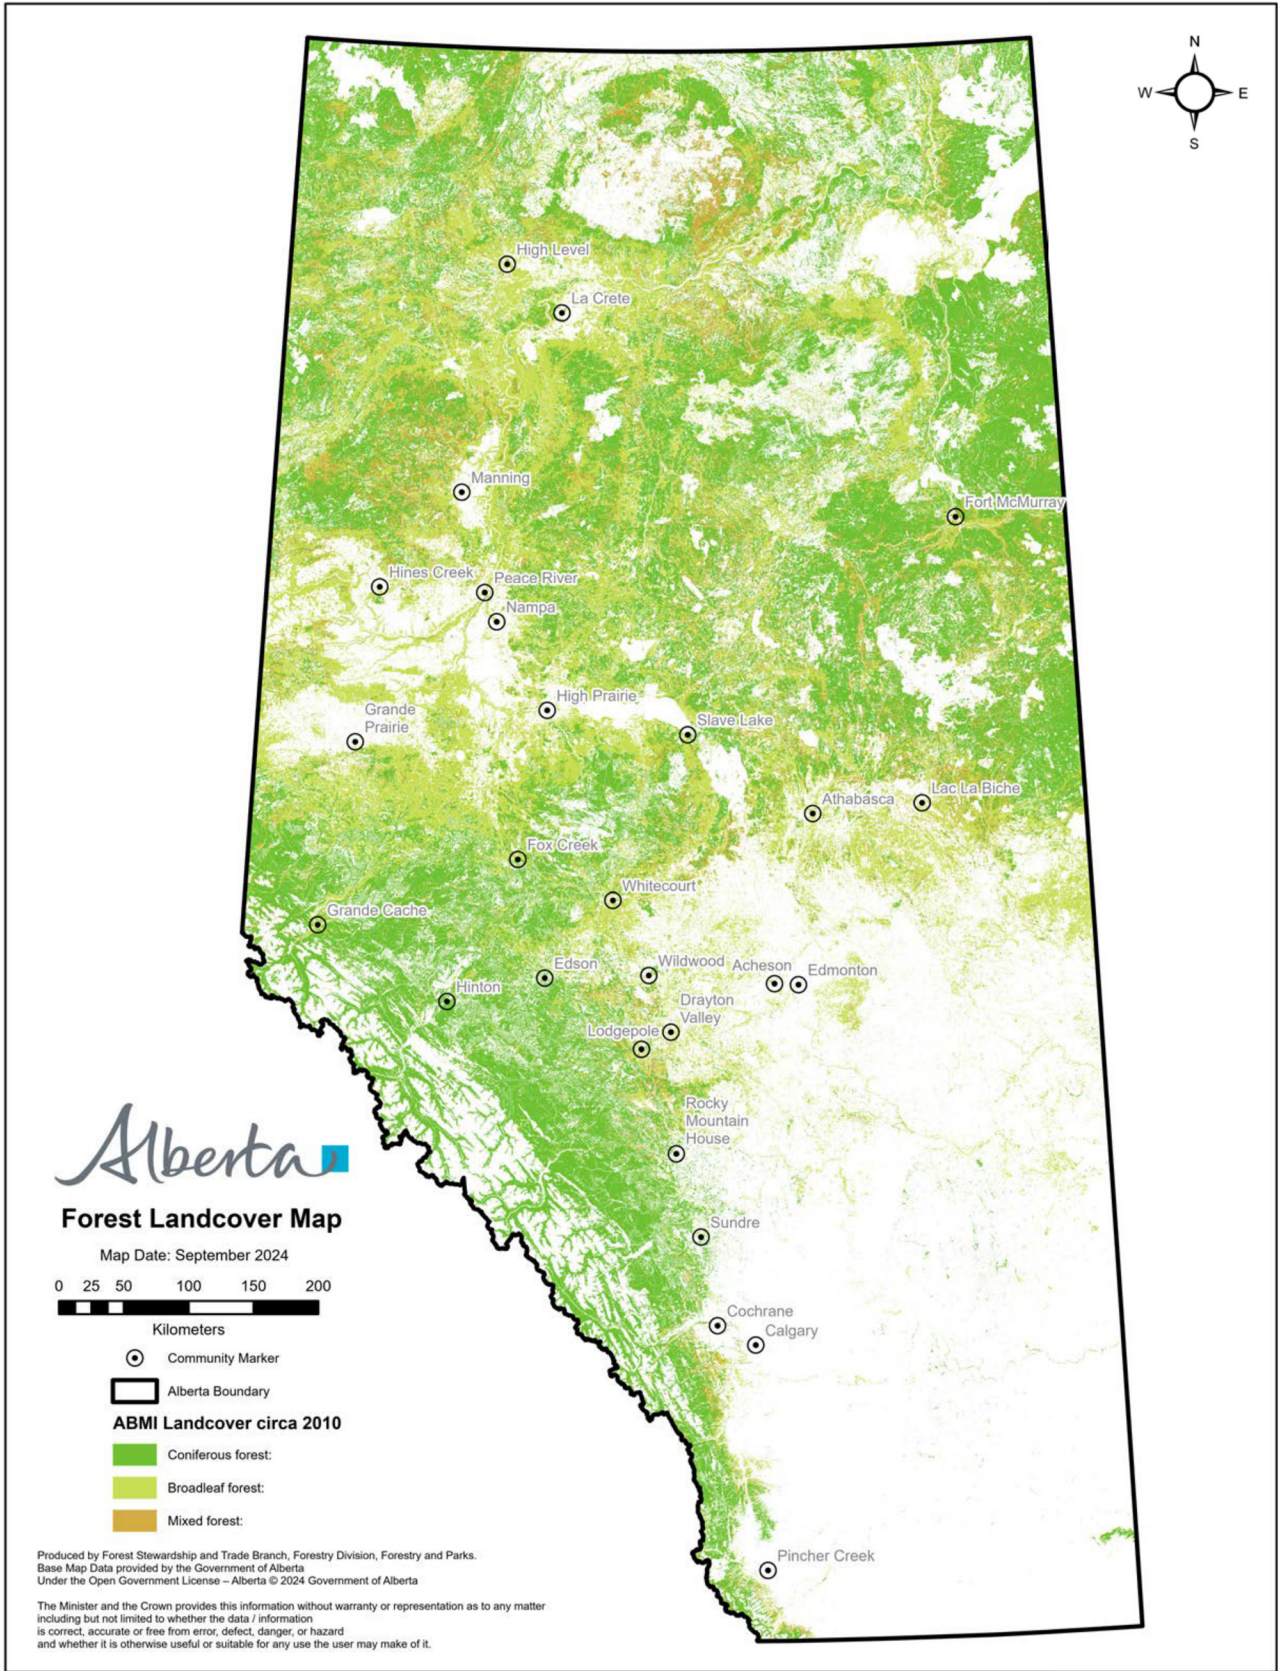 N
W E
S
High Level
La Crete
Manning
Fort McMurray
Hines Creek
Peace River
Nampa
High Prairie
Grande
Prairie
Slave Lake
Lac La Biche
Athabasca
Fox Creek
Whitecourt
Grande Cache
Wildwood
Acheson
Edmonton
Edson
Hinton
Drayton
Valley
Lodgepole
Rocky
Mountain
House
Sundre
Cochrane
Calgary
Pincher Creek
Alberta
Forest Landcover Map
Map Date: September 2024
0 25 50 100 150 200
Kilometers
Community Marker
Alberta Boundary
ABMI Landcover circa 2010
Coniferous forest:
Broadleaf forest:
Mixed forest:
Produced by Forest Stewardship and Trade Branch, Forestry Division, Forestry and Parks.
Base Map Data provided by the Government of Alberta
Under the Open Government License – Alberta © 2024 Government of Alberta
The Minister and the Crown provides this information without warranty or representation as to any matter
including but not limited to whether the data / information
is correct, accurate or free from error, defect, danger, or hazard
and whether it is otherwise useful or suitable for any use the user may make of it.